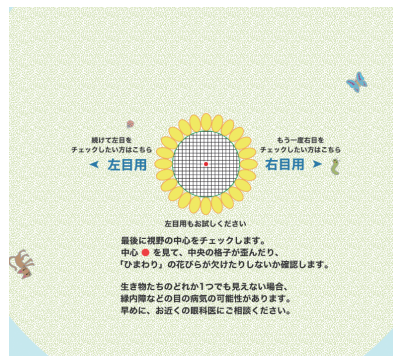 続けて左目を
チェックしたい方はこちら
左目用
もう一度右目を
チェックしたい方はこちら
右目用
左目用もお試しください
最後に視野の中心をチェックします。
中心 ● を見て、中央の格子が歪んだり、
「ひまわり」の花びらが欠けたりしないか確認します。
生き物たちのどれか1つでも見えない場合、
緑内障などの目の病気の可能性があります。
早めに、お近くの眼科医にご相談ください。